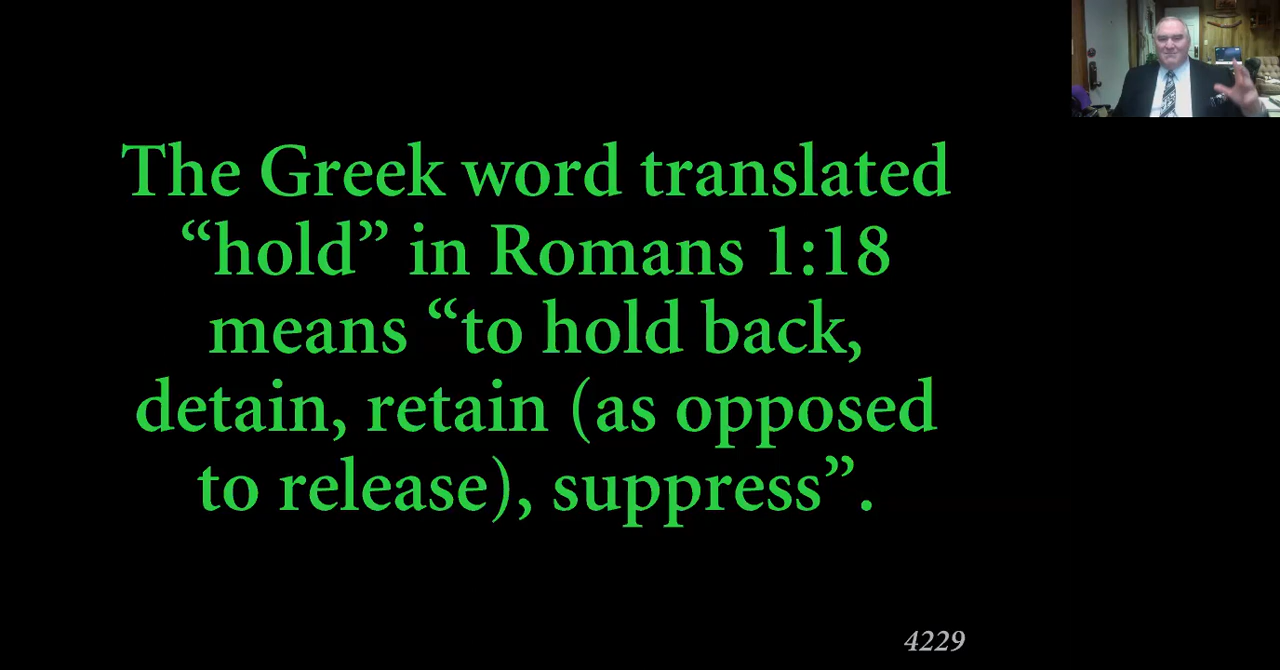 The Greek word translated
“hold” in Romans 1:18
means “to hold back,
detain, retain (as opposed
to release), suppress”.
4229